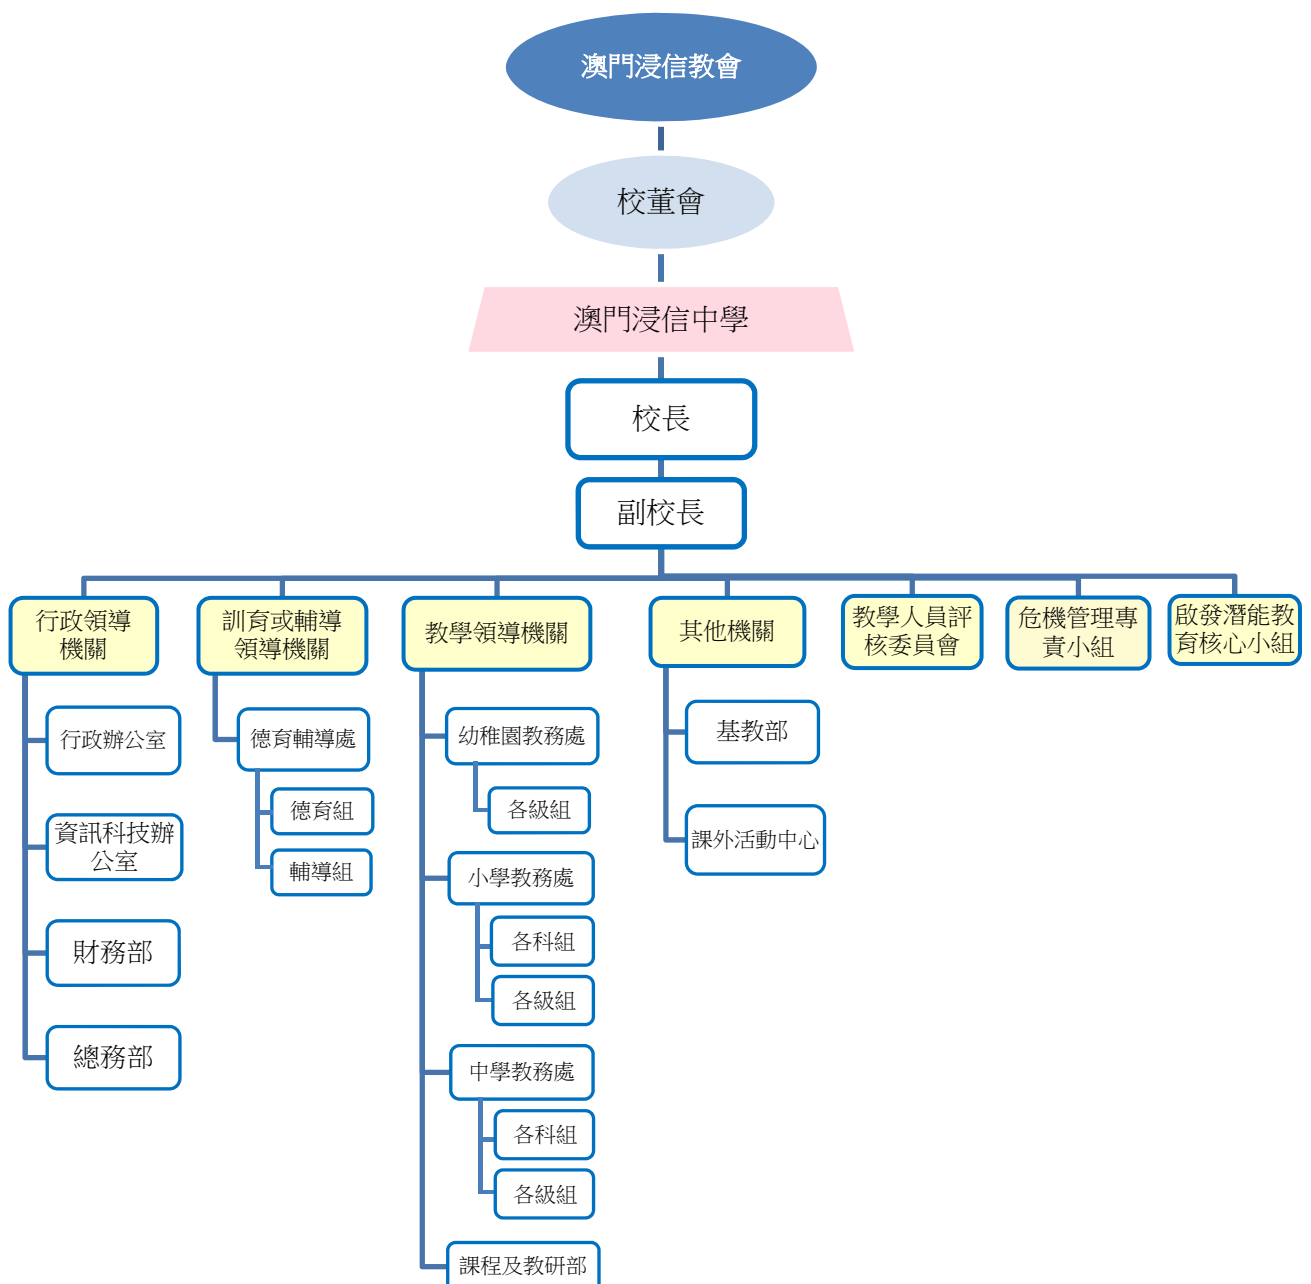 澳門浸信教會
校董會
澳門浸信中學
校長
副校長
行政領導
機關
訓育或輔導
領導機關
教學領導機關
其他機關
教學人員評
核委員會
危機管理專
責小組
啟發潛能教
育核心小組
行政辦公室
資訊科技辦
公室
財務部
總務部
德育輔導處
德育組
輔導組
幼稚園教務處
各級組
小學教務處
各科組
各級組
中學教務處
各科組
各級組
課程及教研部
基教部
課外活動中心